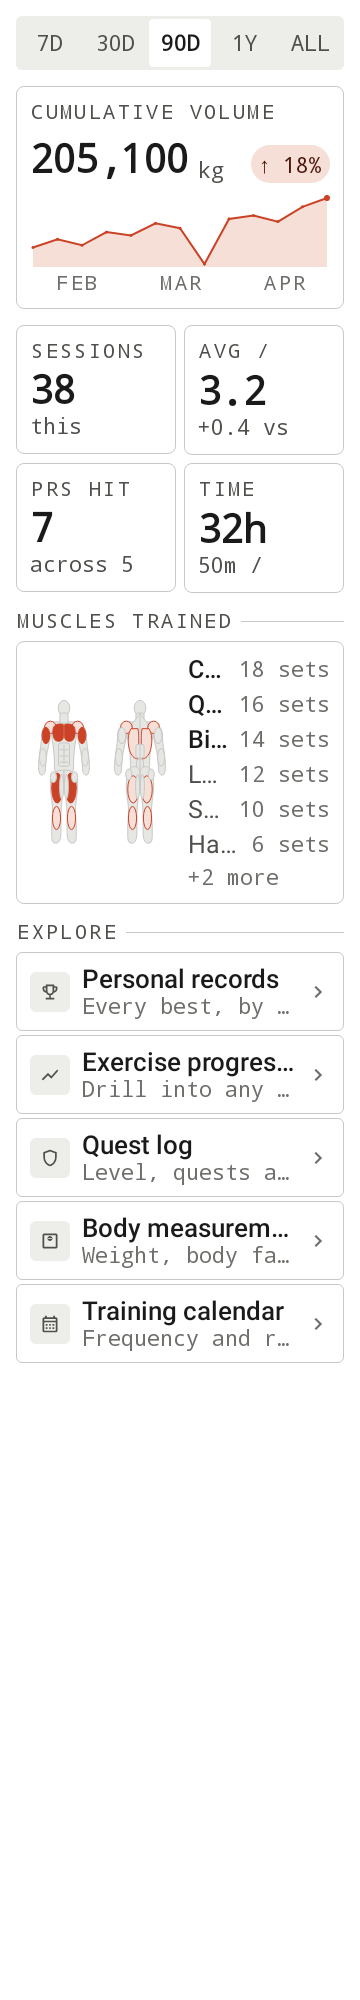 7D 30D 90D 1Y ALL
CUMULATIVE VOLUME
205,100 kg ↑ 18%
FEB MAR APR
SESSIONS
38
this
AVG /
3.2
+0.4 vs
PRS HIT
7
across 5
TIME
32h
50m /
MUSCLES TRAINED
C… 18 sets
Q… 16 sets
Bi… 14 sets
L… 12 sets
S… 10 sets
Ha… 6 sets
+2 more
EXPLORE
Personal records
Every best, by …
Exercise progres…
Drill into any …
Quest log
Level, quests a…
Body measurem…
Weight, body fa…
Training calendar
Frequency and r…